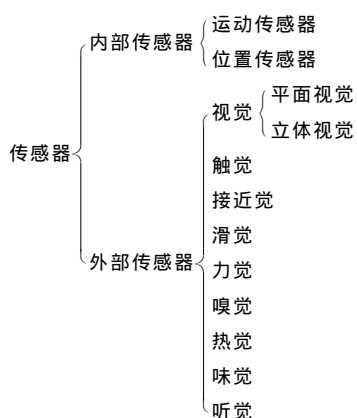 运动传感器
内部传感器
位置传感器
平面视觉
视觉
立体视觉
传感器
触觉
接近觉
滑觉
外部传感器
力觉
嗅觉
热觉
味觉
听觉